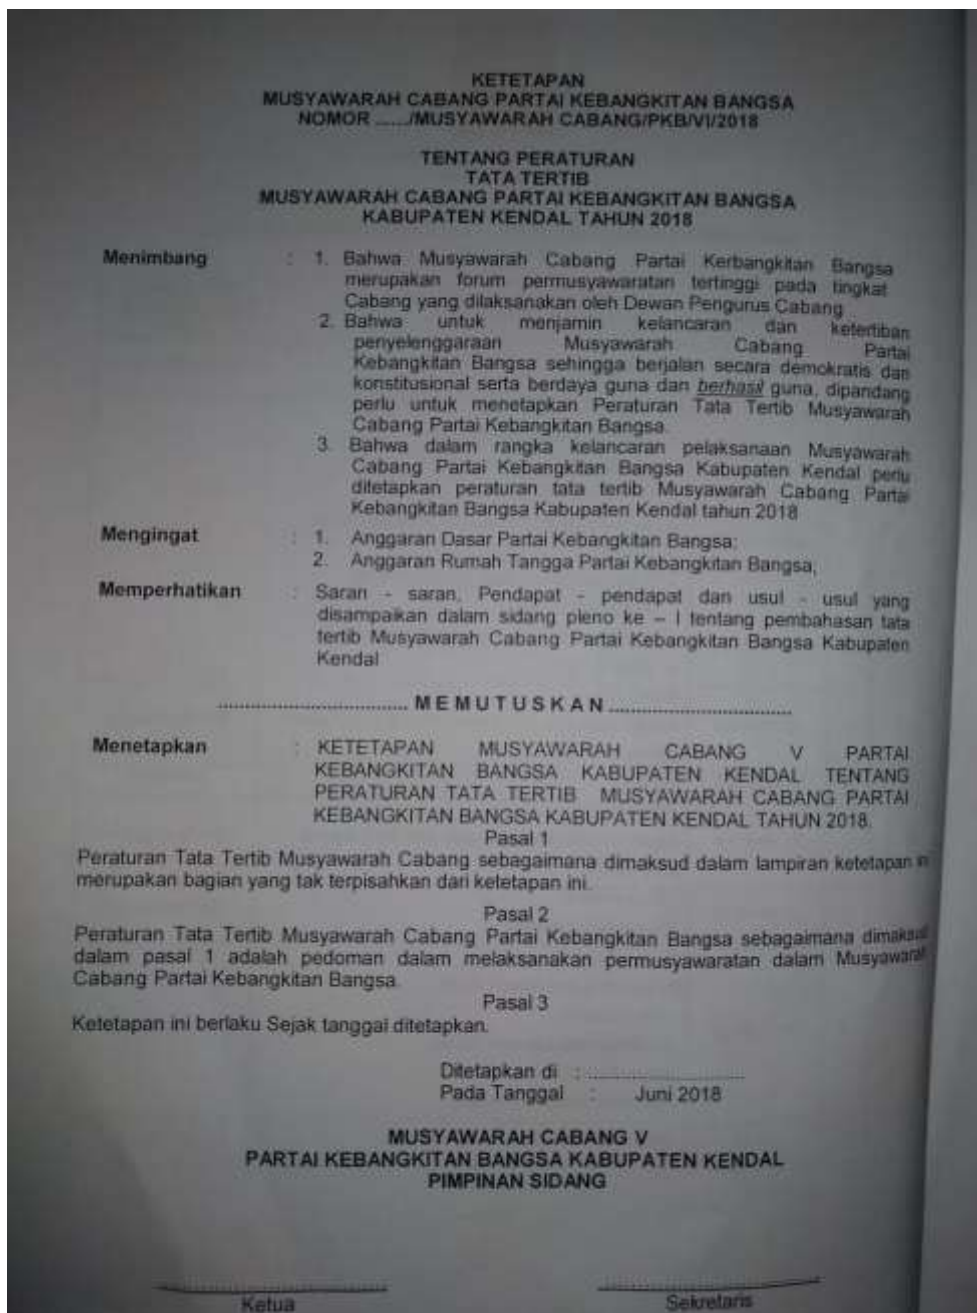 KETETAPAN
MUSYAWARAH CABANG PARTAI KEBANGKITAN BANGSA
NOMOR ....../MUSYAWARAH CABANG/PKB/VI/2018
TENTANG PERATURAN
TATA TERTIB
MUSYAWARAH CABANG PARTAI KEBANGKITAN BANGSA
KABUPATEN KENDAL TAHUN 2018
Menimbang : 1. Bahwa Musyawarah Cabang Partai Kerbangkitan Bangsa
merupakan forum permusyawaratan tertinggi pada tingkat
Cabang yang dilaksanakan oleh Dewan Pengurus Cabang
2. Bahwa untuk menjamin kelancaran dan ketertiban
penyelenggaraan Musyawarah Cabang Partai
Kebangkitan Bangsa sehingga berjalan secara demokratis dan
konstitusional serta berdaya guna dan berhasil guna, dipandang
perlu untuk menetapkan Peraturan Tata Tertib Musyawarah
Cabang Partai Kebangkitan Bangsa.
3. Bahwa dalam rangka kelancaran pelaksanaan Musyawarah
Cabang Partai Kebangkitan Bangsa Kabupaten Kendal perlu
ditetapkan peraturan tata tertib Musyawarah Cabang Partai
Kebangkitan Bangsa Kabupaten Kendal tahun 2018
Mengingat : 1. Anggaran Dasar Partai Kebangkitan Bangsa;
2. Anggaran Rumah Tangga Partai Kebangkitan Bangsa,
Memperhatikan : Saran - saran, Pendapat - pendapat dan usul - usul yang
disampaikan dalam sidang pleno ke – I tentang pembahasan tata
tertib Musyawarah Cabang Partai Kebangkitan Bangsa Kabupaten
Kendal
.................................. M E M U T U S K A N .................................
Menetapkan : KETETAPAN MUSYAWARAH CABANG V PARTAI
KEBANGKITAN BANGSA KABUPATEN KENDAL TENTANG
PERATURAN TATA TERTIB MUSYAWARAH CABANG PARTAI
KEBANGKITAN BANGSA KABUPATEN KENDAL TAHUN 2018.
Pasal 1
Peraturan Tata Tertib Musyawarah Cabang sebagaimana dimaksud dalam lampiran ketetapan
merupakan bagian yang tak terpisahkan dari ketetapan ini.
Pasal 2
Peraturan Tata Tertib Musyawarah Cabang Partai Kebangkitan Bangsa sebagaimana dimaksud
dalam pasal 1 adalah pedoman dalam melaksanakan permusyawaratan dalam Musyawarah
Cabang Partai Kebangkitan Bangsa.
Pasal 3
Ketetapan ini berlaku Sejak tanggal ditetapkan.
Ditetapkan di : ............................
Pada Tanggal : Juni 2018
MUSYAWARAH CABANG V
PARTAI KEBANGKITAN BANGSA KABUPATEN KENDAL
PIMPINAN SIDANG
Ketua Sekretaris